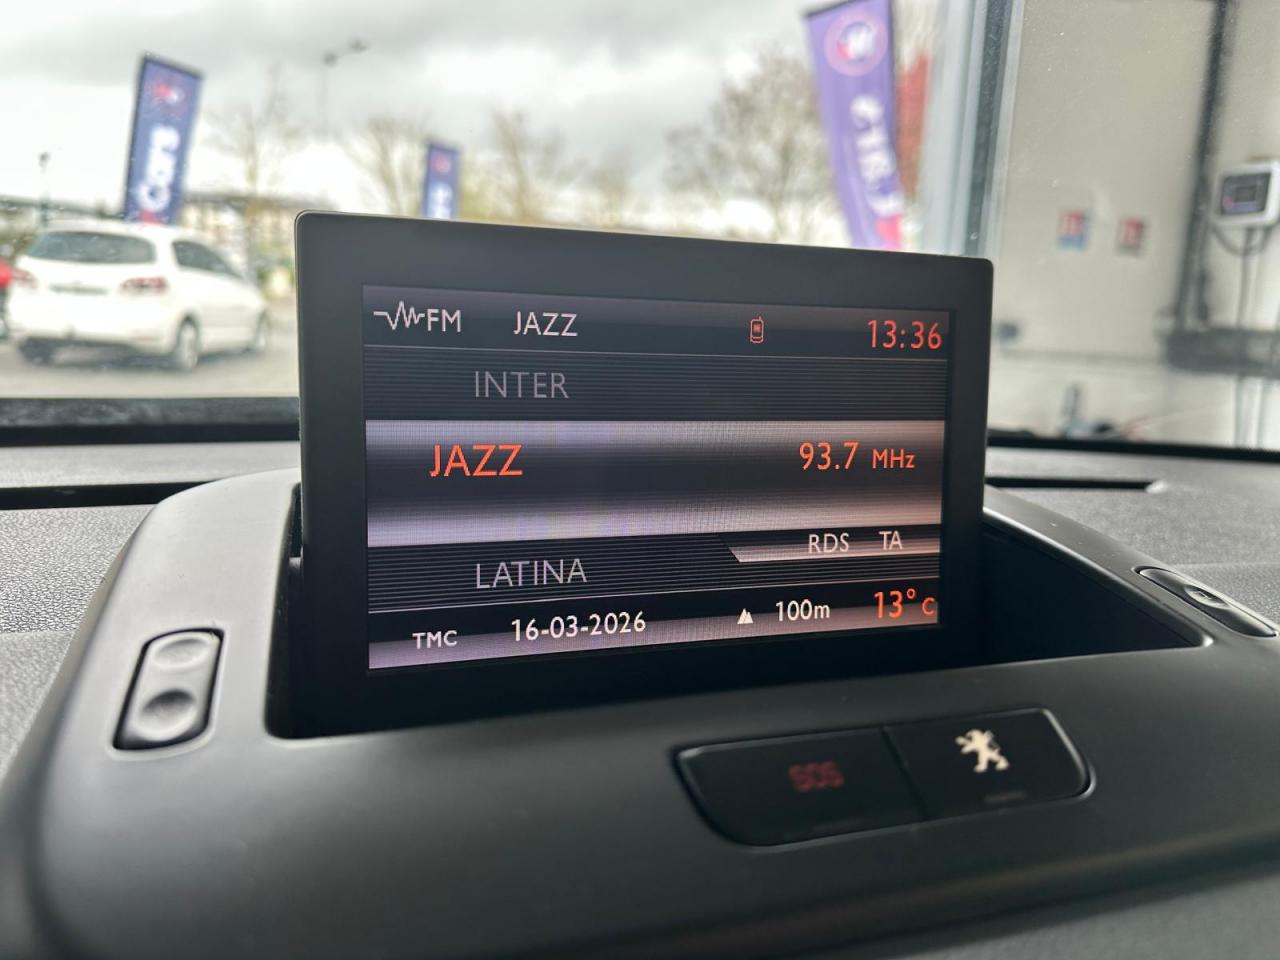 Cars
FM JAZZ 13:36
INTER
JAZZ 93.7 MHz
RDS TA
LATINA
TMC 16-03-2026 100m 13° C
SOS